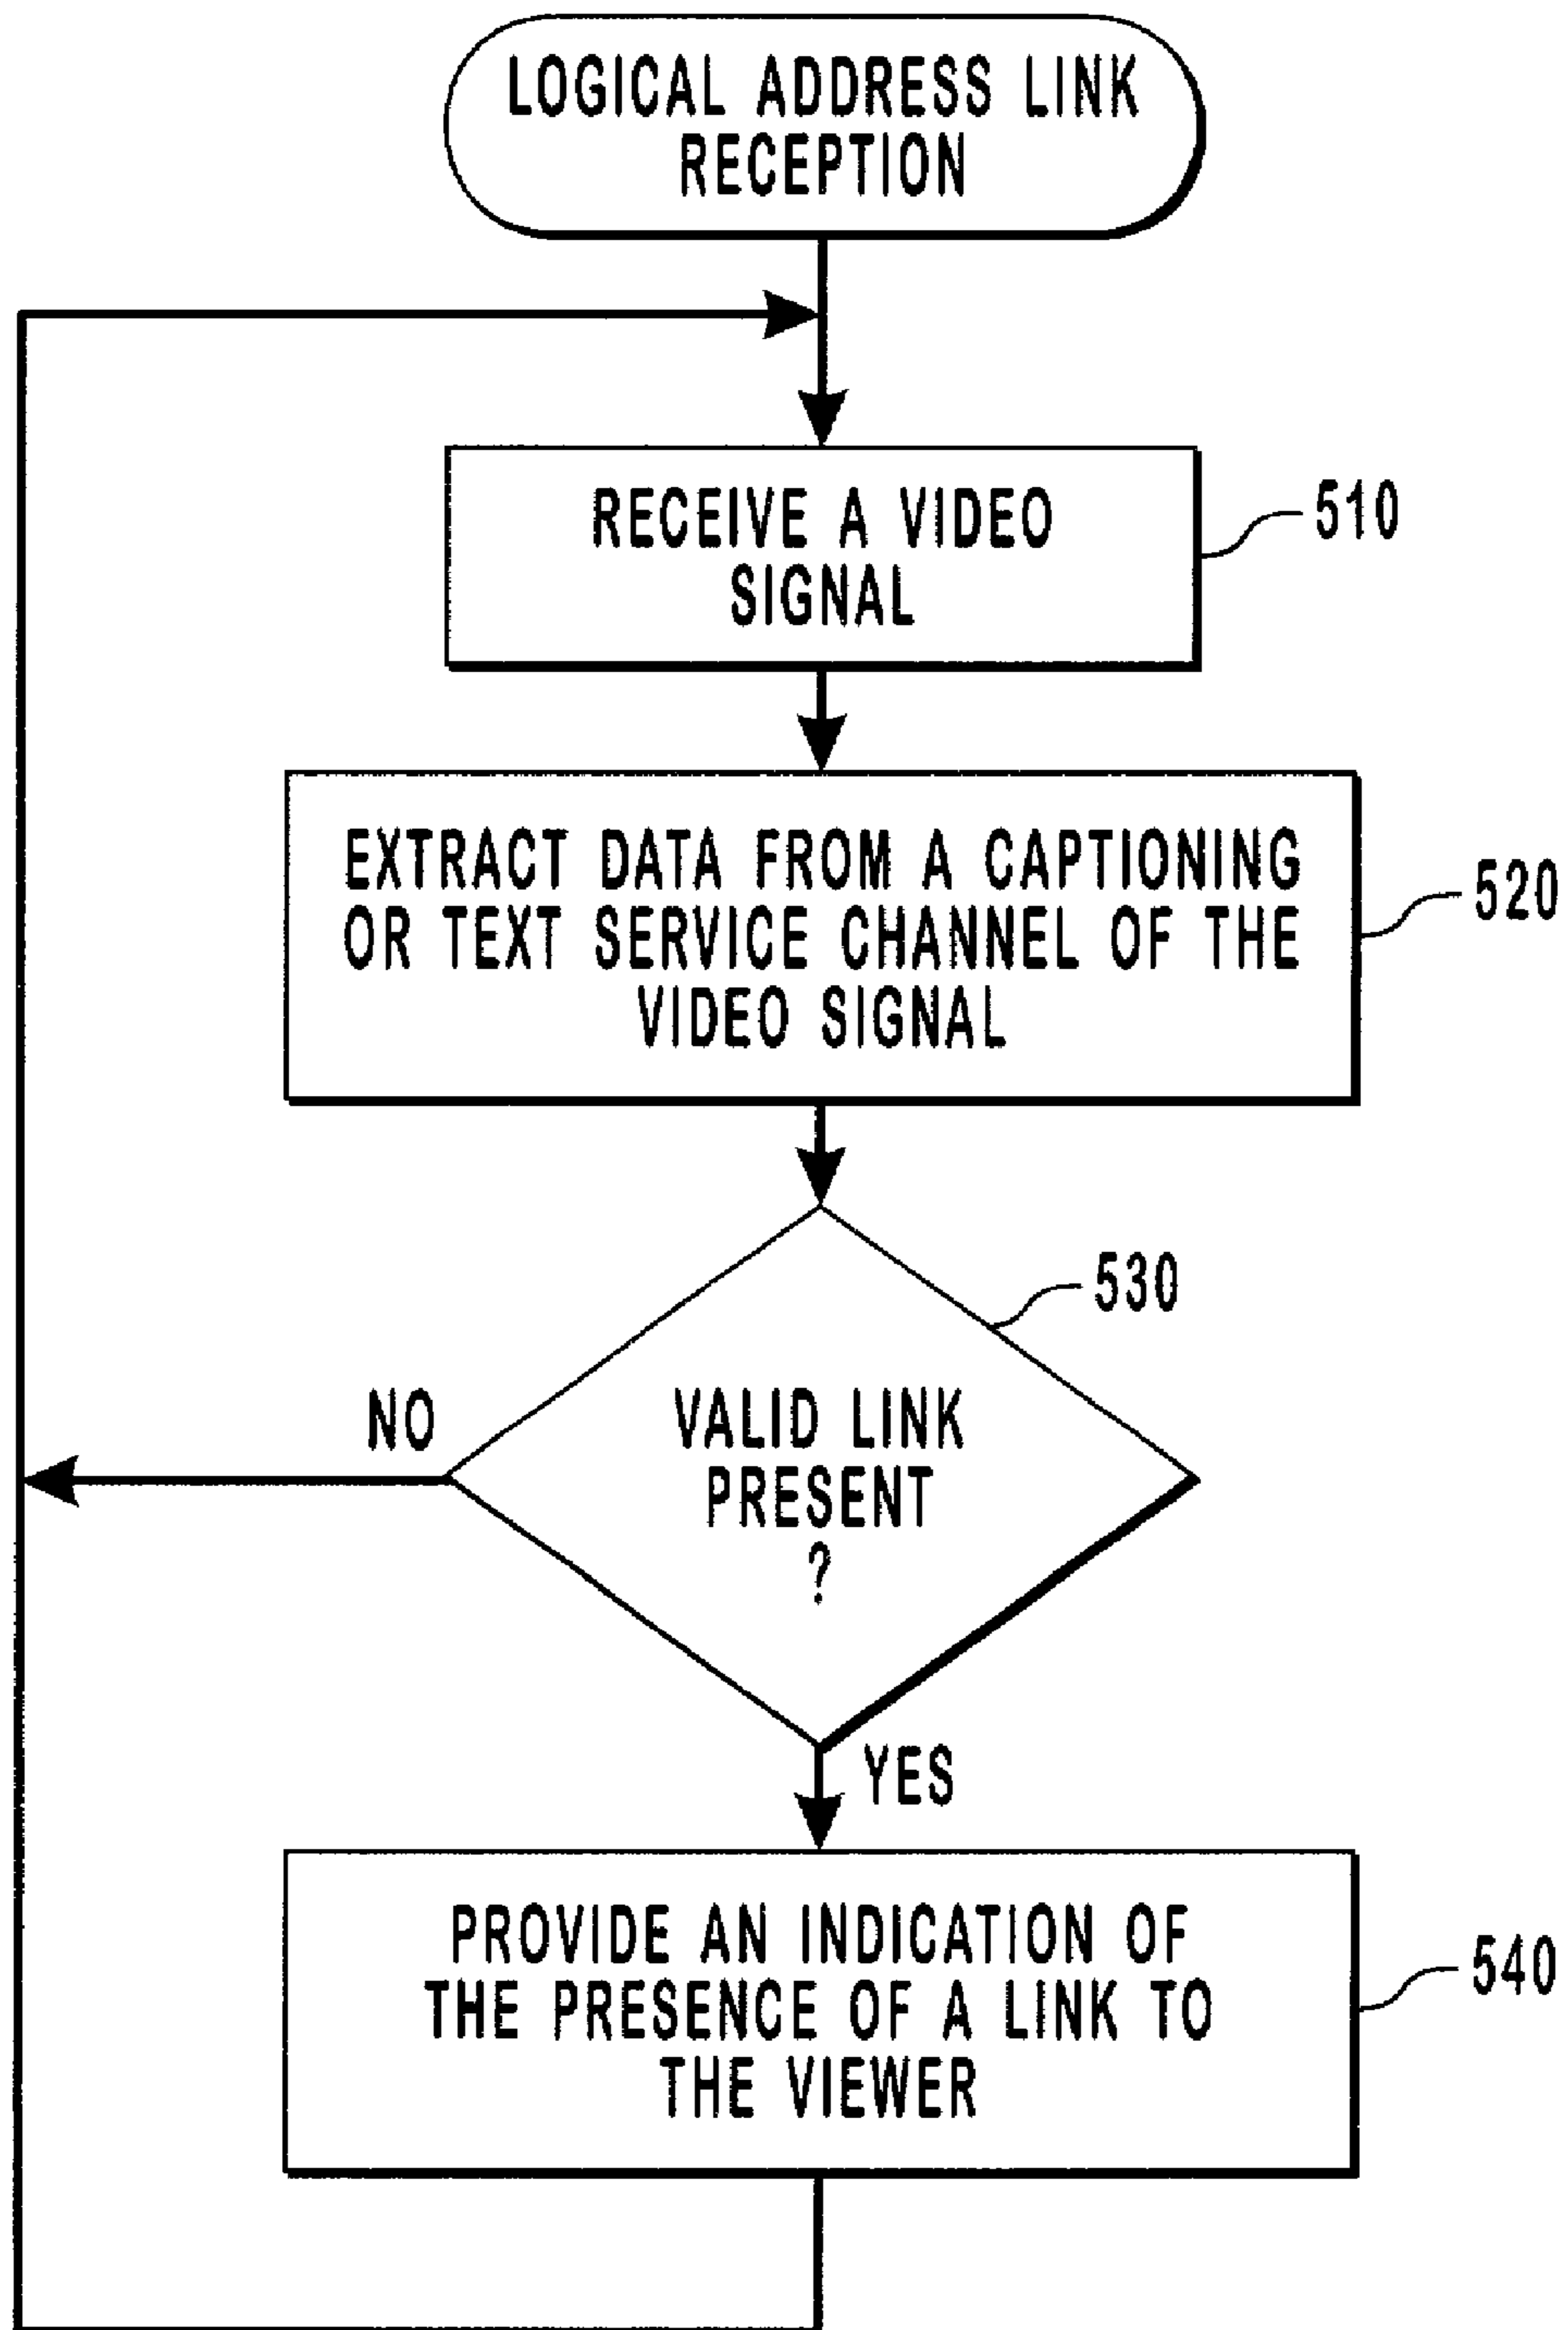 LOGICAL ADDRESS LINK
RECEPTION
RECEIVE A VIDEO
SIGNAL
510
EXTRACT DATA FROM A CAPTIONING
OR TEXT SERVICE CHANNEL OF THE
VIDEO SIGNAL
520
530
NO
VALID LINK
PRESENT
?
YES
PROVIDE AN INDICATION OF
THE PRESENCE OF A LINK TO
THE VIEWER
540